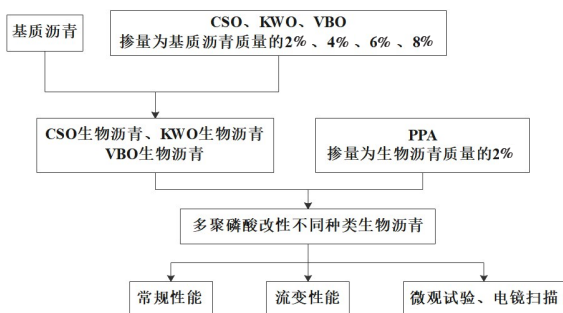 基质沥青
CSO、KWO、VBO
掺量为基质沥青质量的2%、4%、6%、8%
CSO生物沥青、KWO生物沥青
VBO生物沥青
PPA
掺量为生物沥青质量的2%
多聚磷酸改性不同种类生物沥青
常规性能
流变性能
微观试验、电镜扫描